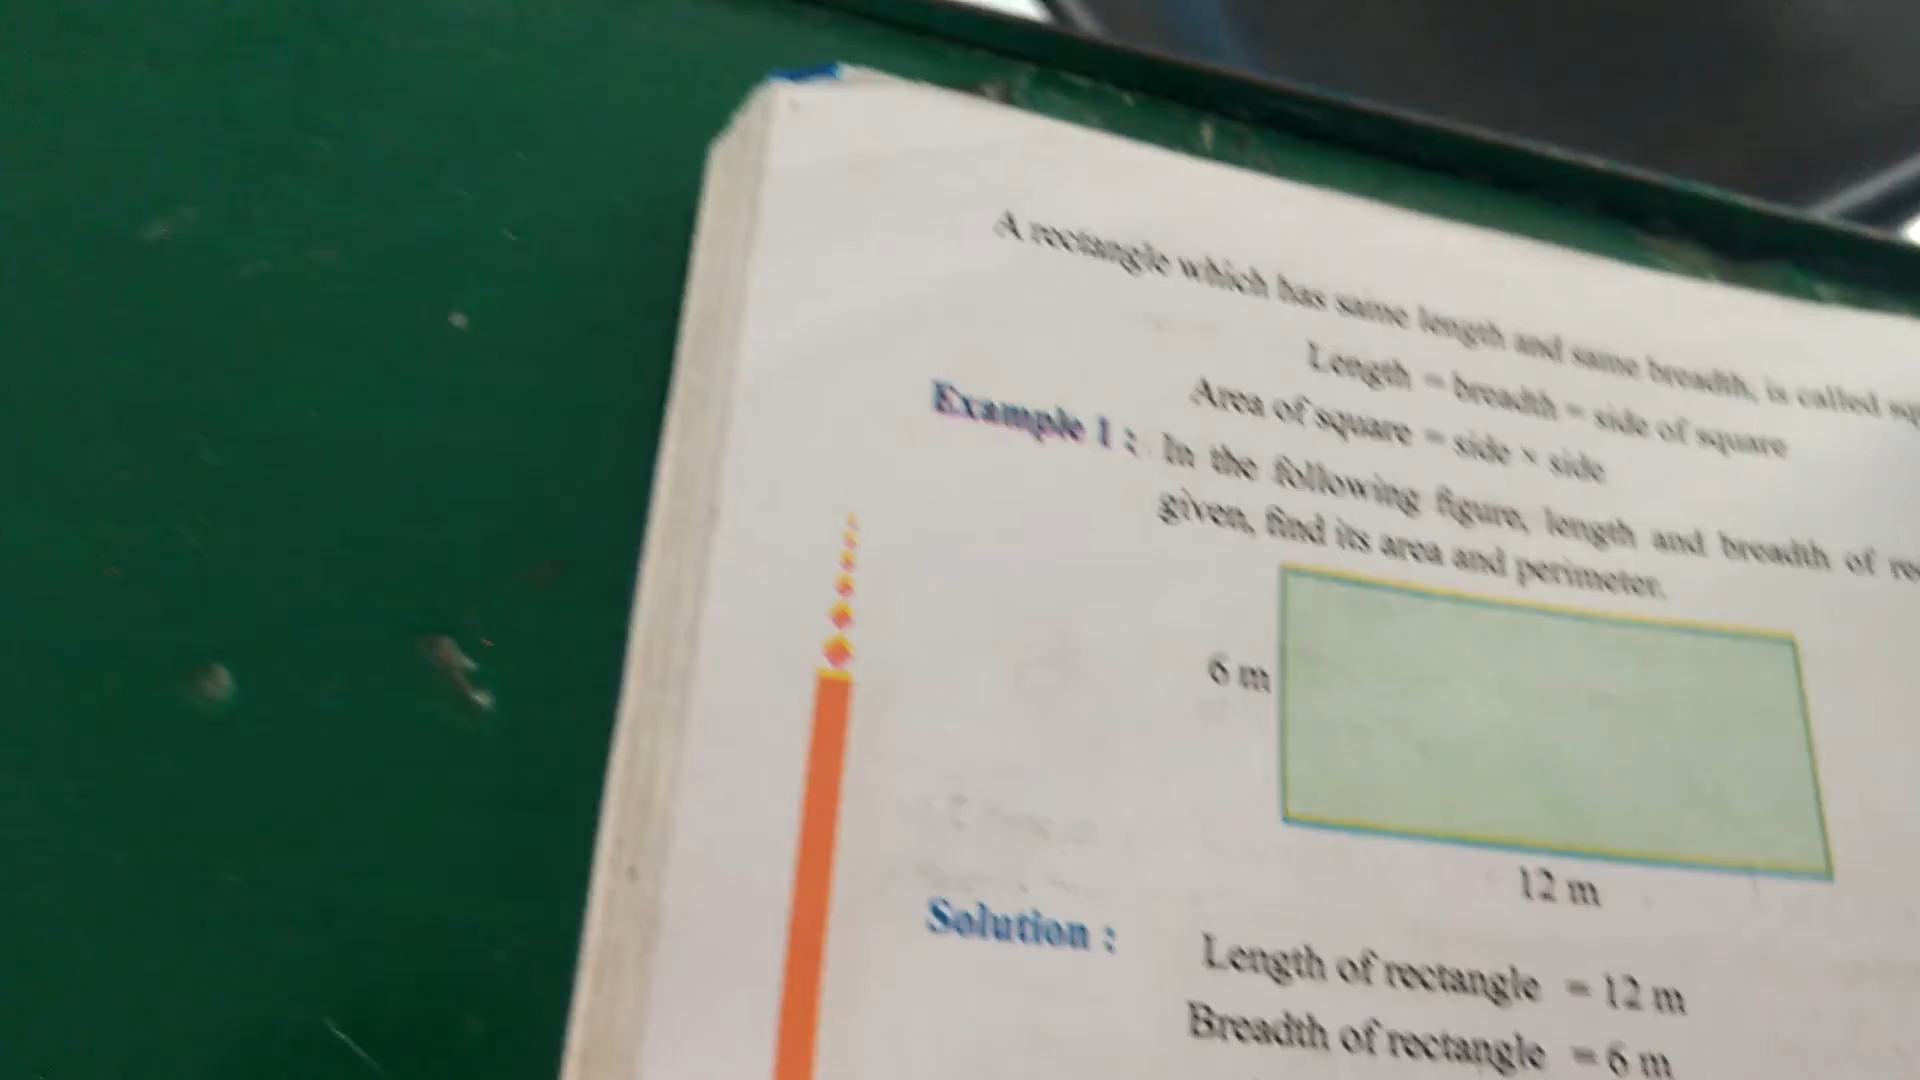 A rectangle which has same length and same breadth, is called
Length = breadth = side of square
Area of square = side × side
Example 1 : In the following figure, length and breadth of
given, find its area and perimeter.
6 m
12 m
Solution :
Length of rectangle = 12 m
Breadth of rectangle = 6 m